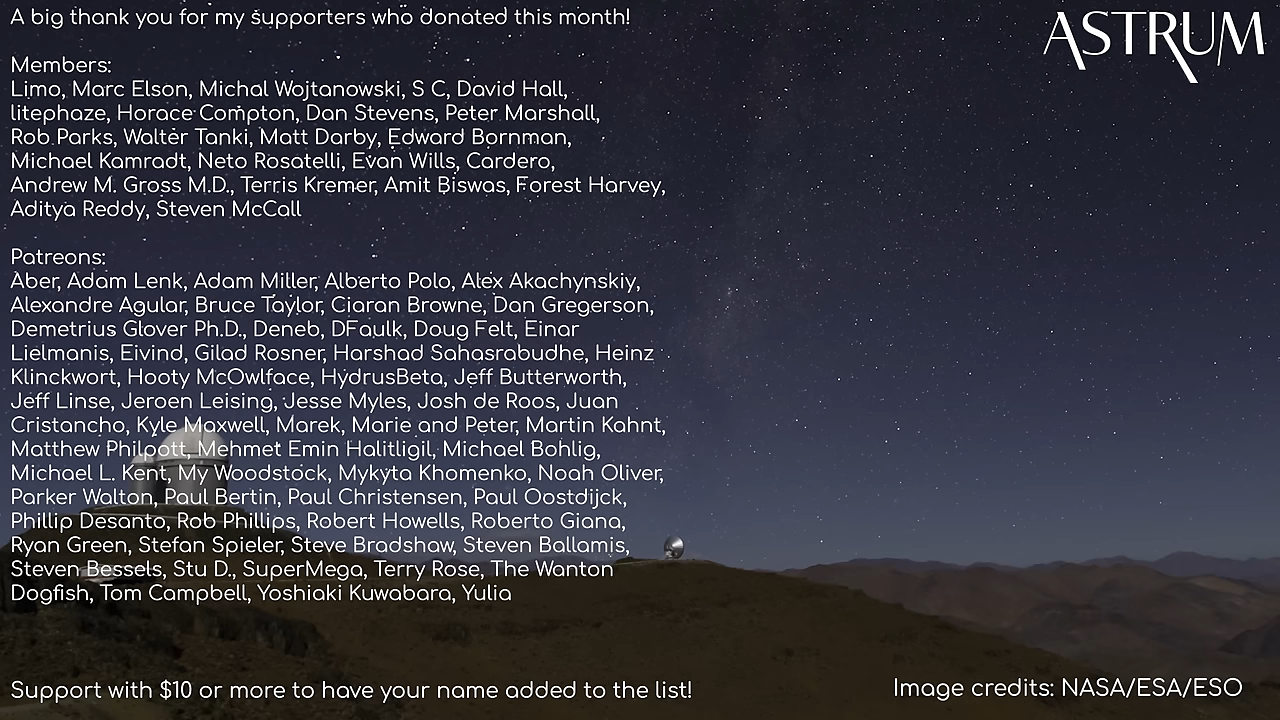 A big thank you for my supporters who donated this month!
ASTRUM
Members:
Limo, Marc Elson, Michal Wojtanowski, S C, David Hall,
litephaze, Horace Compton, Dan Stevens, Peter Marshall,
Rob Parks, Walter Tanki, Matt Darby, Edward Bornman,
Michael Kamradt, Neto Rosatelli, Evan Wills, Cardero,
Andrew M. Gross M.D., Terris Kremer, Amit Biswas, Forest Harvey,
Aditya Reddy, Steven McCall
Patreons:
Aber, Adam Lenk, Adam Miller, Alberto Polo, Alex Akachynskiy,
Alexandre Agular, Bruce Taylor, Ciaran Browne, Dan Gregerson,
Demetrius Glover Ph.D., Deneb, DFaulk, Doug Felt, Einar
Lielmanis, Eivind, Gilad Rosner, Harshad Sahasrabudhe, Heinz
Klinckwort, Hooty McOwlface, HydrusBeta, Jeff Butterworth,
Jeff Linse, Jeroen Leising, Jesse Myles, Josh de Roos, Juan
Cristancho, Kyle Maxwell, Marek, Marie and Peter, Martin Kahnt,
Matthew Philpott, Mehmet Emin Halitligil, Michael Bohlig,
Michael L. Kent, My Woodstock, Mykyta Khomenko, Noah Oliver,
Parker Walton, Paul Bertin, Paul Christensen, Paul Oostdijck,
Phillip Desanto, Rob Phillips, Robert Howells, Roberto Giana,
Ryan Green, Stefan Spieler, Steve Bradshaw, Steven Ballamis,
Steven Bessels, Stu D., SuperMega, Terry Rose, The Wanton
Dogfish, Tom Campbell, Yoshiaki Kuwabara, Yulia
Support with $10 or more to have your name added to the list!
Image credits: NASA/ESA/ESO